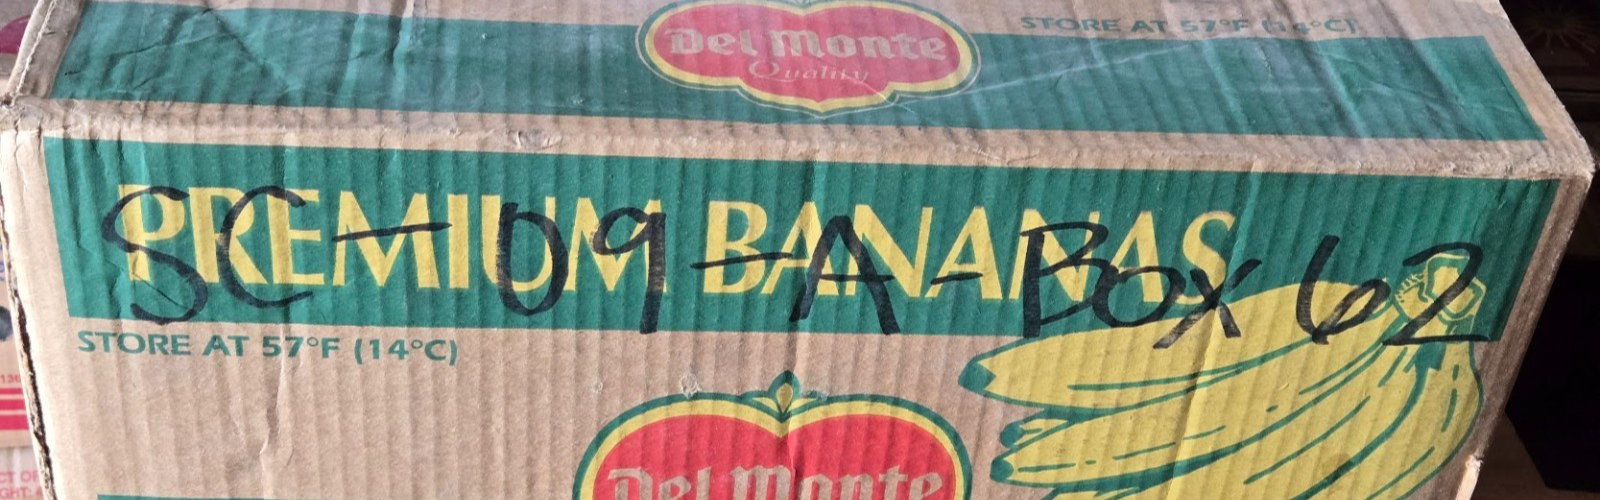 Del Monte
Quality
STORE AT 57°F (14°C)
PREMIUM BANANAS
SC-09-A-Box 62
STORE AT 57°F (14°C)
Del Monte